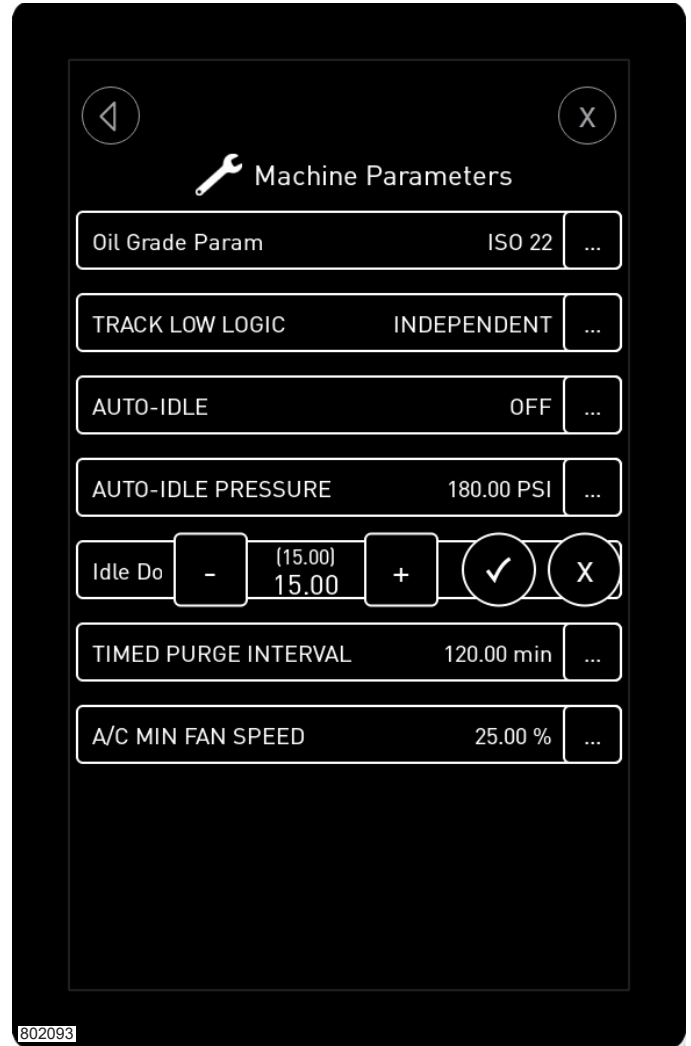 X
Machine Parameters
Oil Grade Param ISO 22 ...
TRACK LOW LOGIC INDEPENDENT ...
AUTO-IDLE OFF ...
AUTO-IDLE PRESSURE 180.00 PSI ...
(15.00)
Idle Do - 15.00 + X
TIMED PURGE INTERVAL 120.00 min ...
A/C MIN FAN SPEED 25.00 % ...
802093